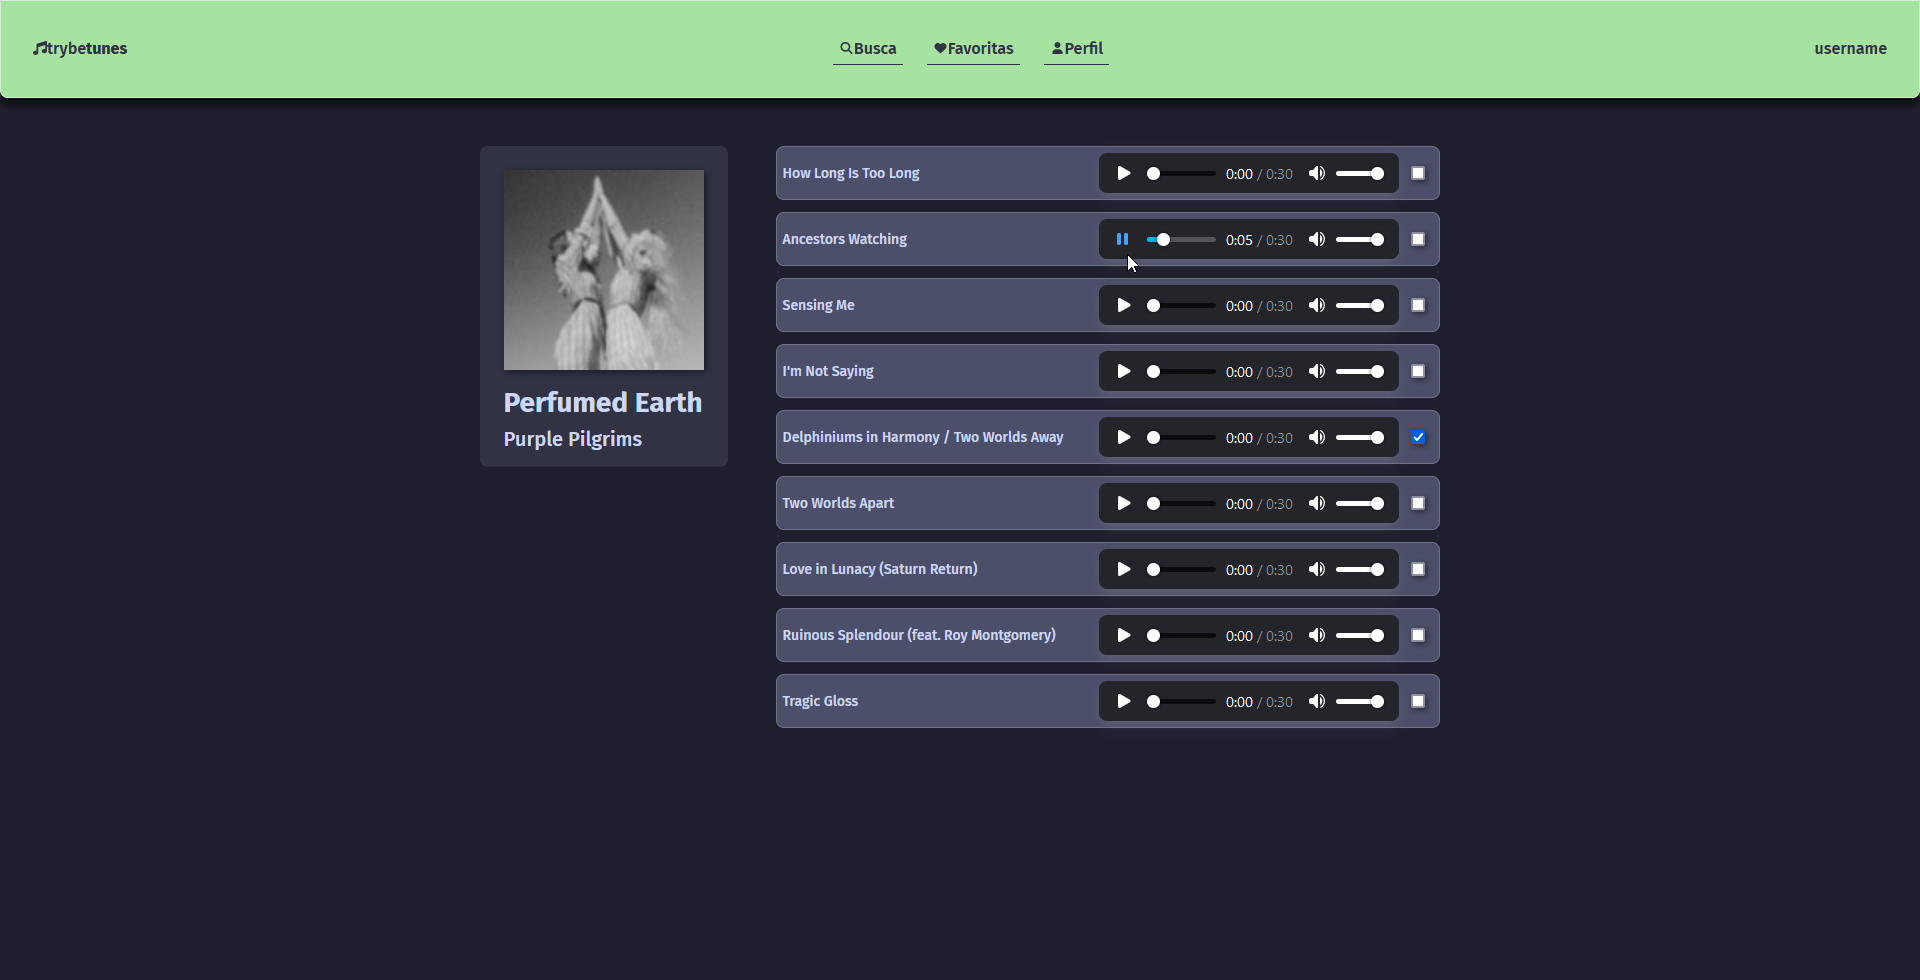 trybetunes
Busca
Favoritas
Perfil
username
Perfumed Earth
Purple Pilgrims
How Long Is Too Long
0:00 / 0:30
Ancestors Watching
0:05 / 0:30
Sensing Me
0:00 / 0:30
I'm Not Saying
0:00 / 0:30
Delphiniums in Harmony / Two Worlds Away
0:00 / 0:30
Two Worlds Apart
0:00 / 0:30
Love in Lunacy (Saturn Return)
0:00 / 0:30
Ruinous Splendour (feat. Roy Montgomery)
0:00 / 0:30
Tragic Gloss
0:00 / 0:30